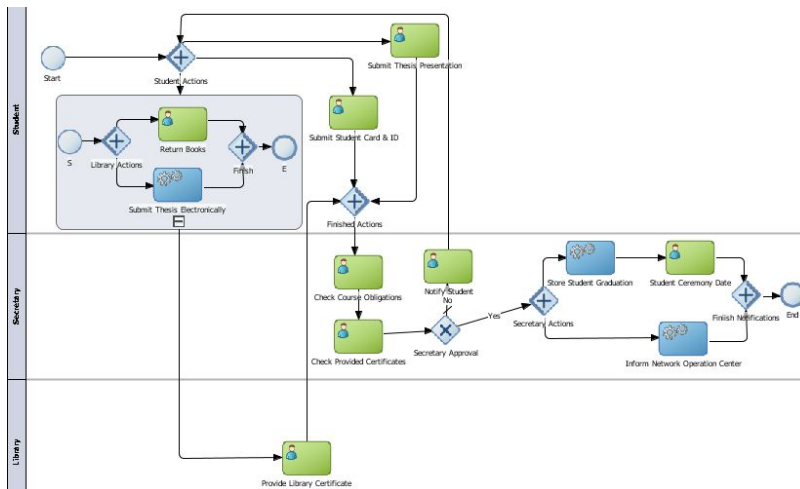 Student
Start
Student Actions
Submit Thesis Presentation
S
Library Actions
Return Books
Submit Thesis Electronically
Finish
E
Submit Student Card & ID
Finished Actions
Secretary
Check Course Obligations
Check Provided Certificates
Notify Student
No
Secretary Approval
Yes
Secretary Actions
Store Student Graduation
Student Ceremony Date
Inform Network Operation Center
Finish Notifications
End
Library
Provide Library Certificate